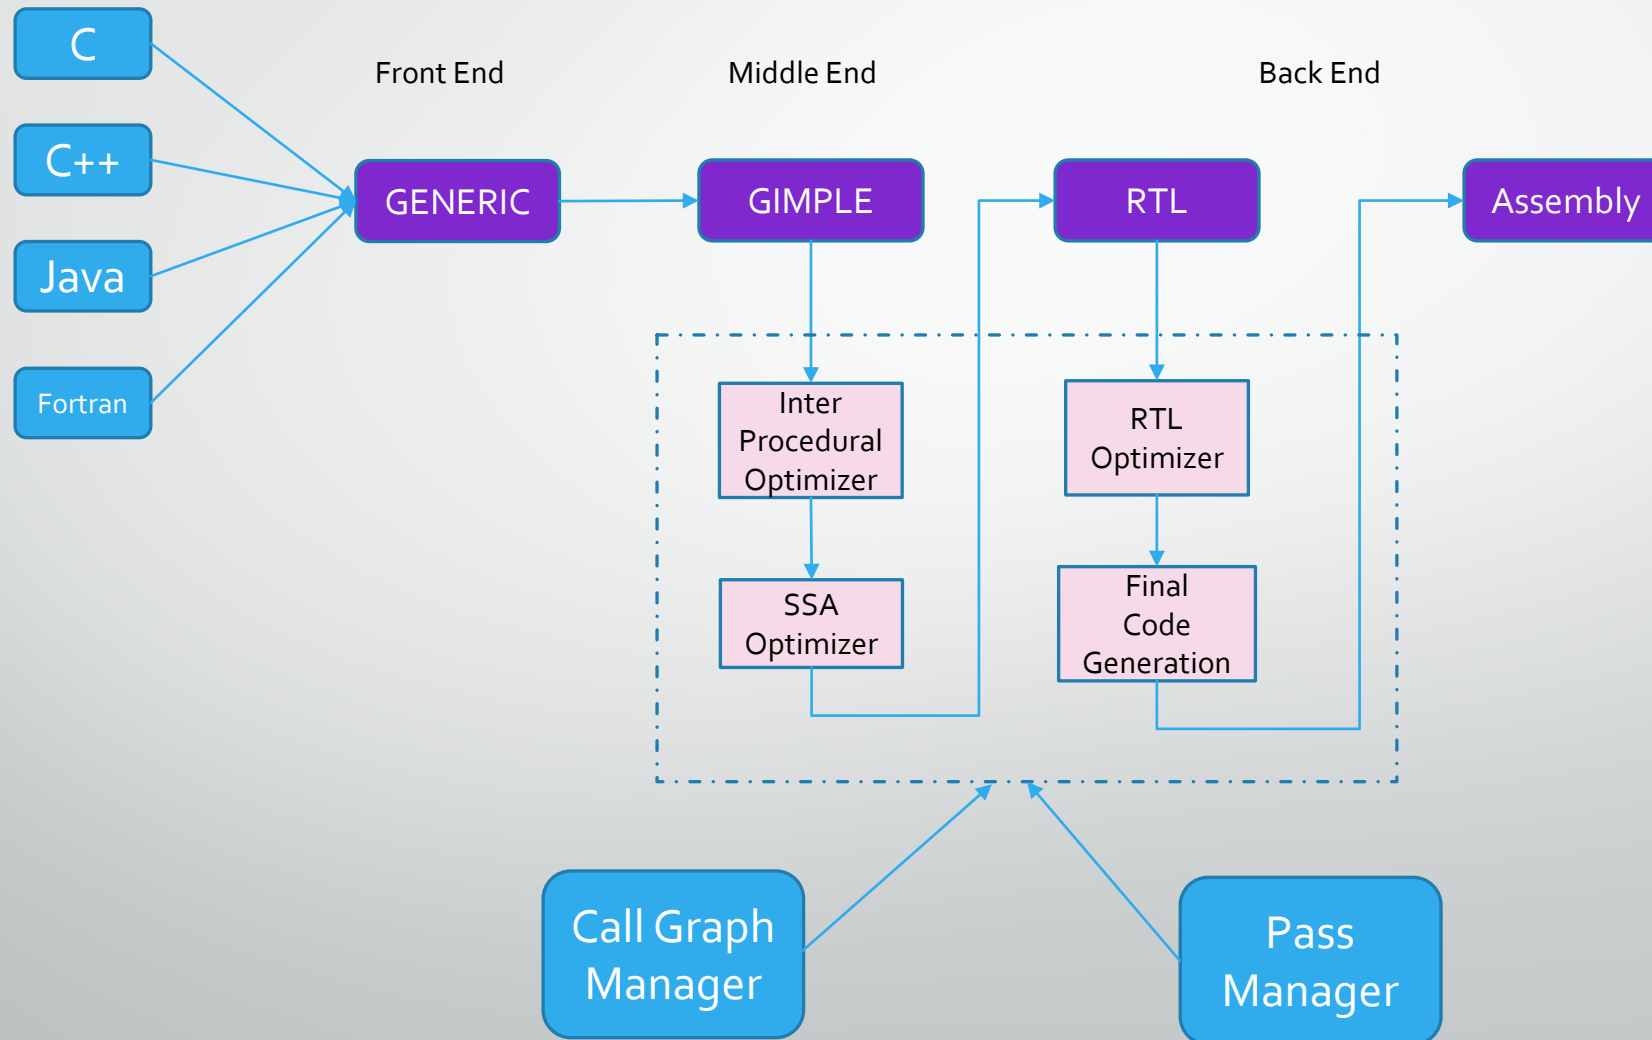 C
Front End
Middle End
Back End
C++
GENERIC
GIMPLE
RTL
Assembly
Java
Fortran
Inter
Procedural
Optimizer
RTL
Optimizer
SSA
Optimizer
Final
Code
Generation
Call Graph
Manager
Pass
Manager